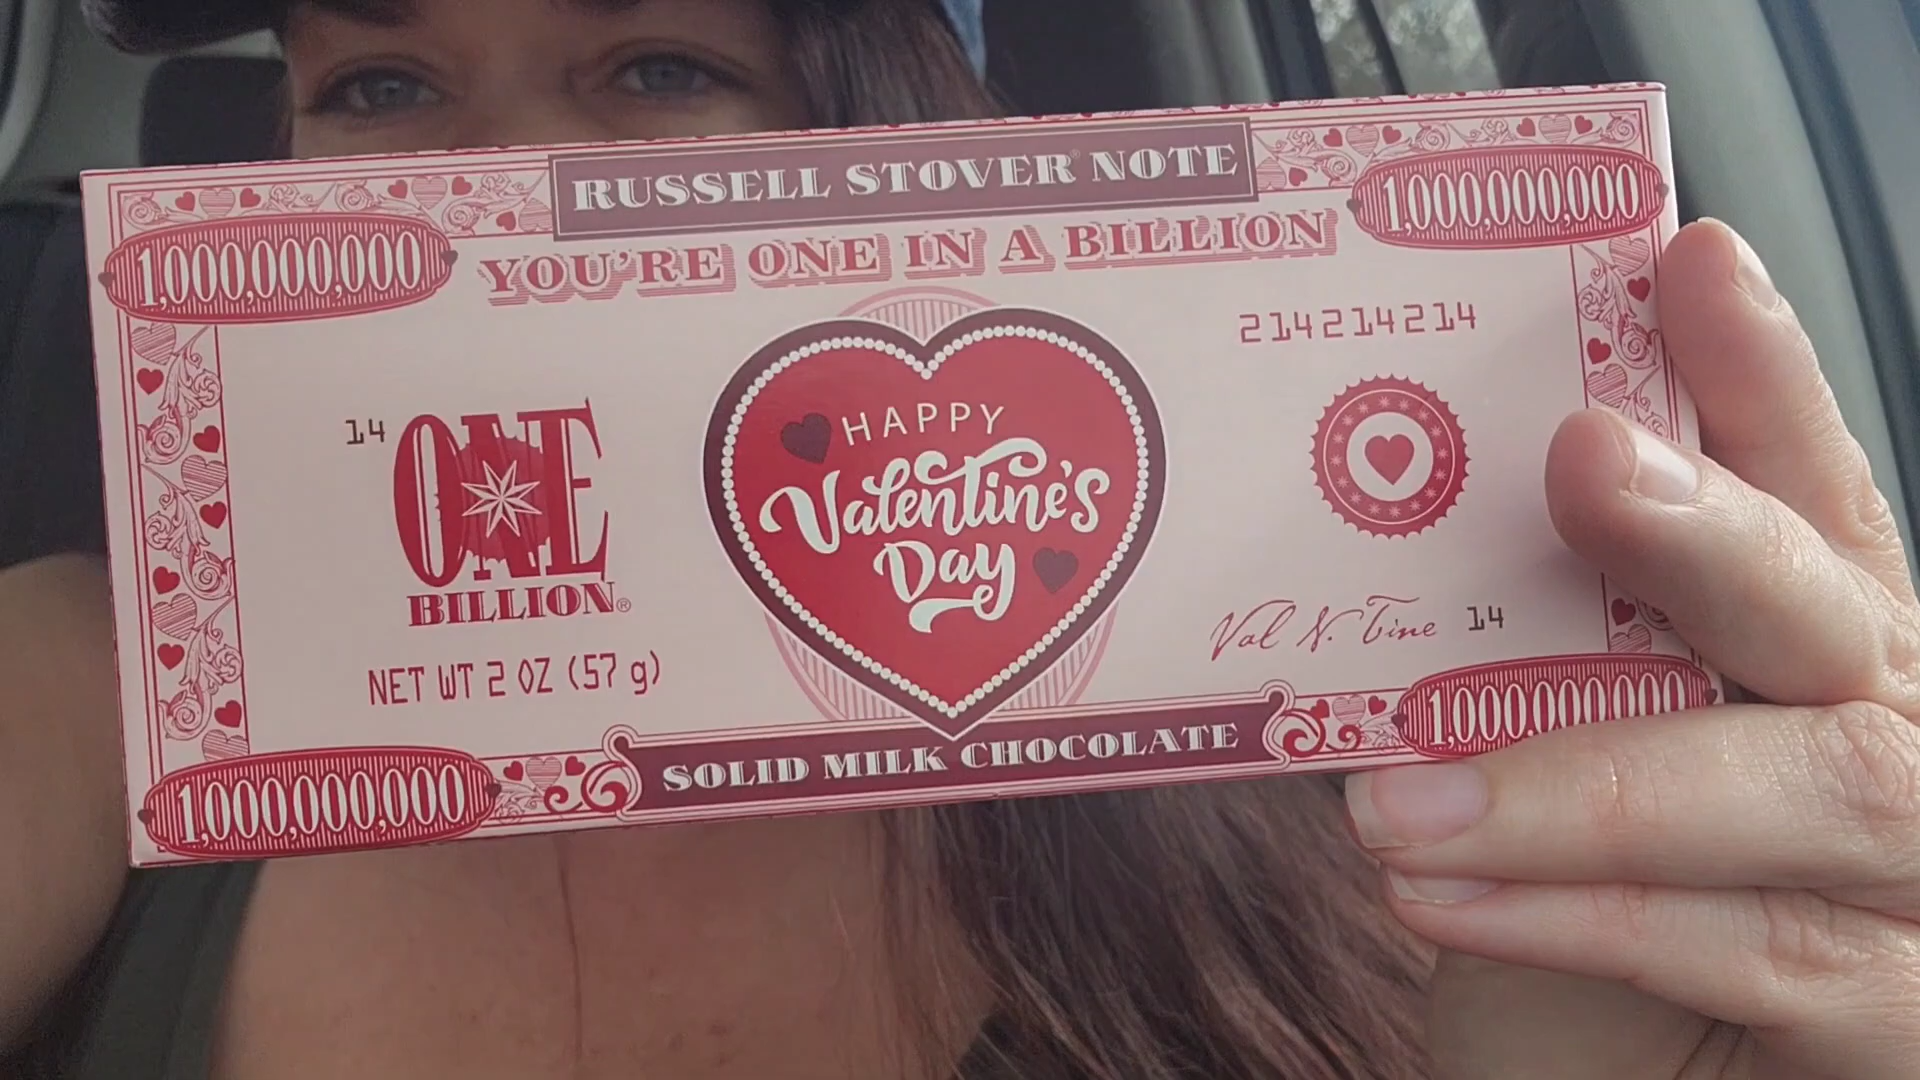 RUSSELL STOVER® NOTE
1,000,000,000
1,000,000,000
YOU'RE ONE IN A BILLION
214214214
14
ONE
BILLION®
HAPPY
Valentine's
Day
NET WT 2 OZ (57 g)
Val N. Tine 14
SOLID MILK CHOCOLATE
1,000,000,000
1,000,000,000